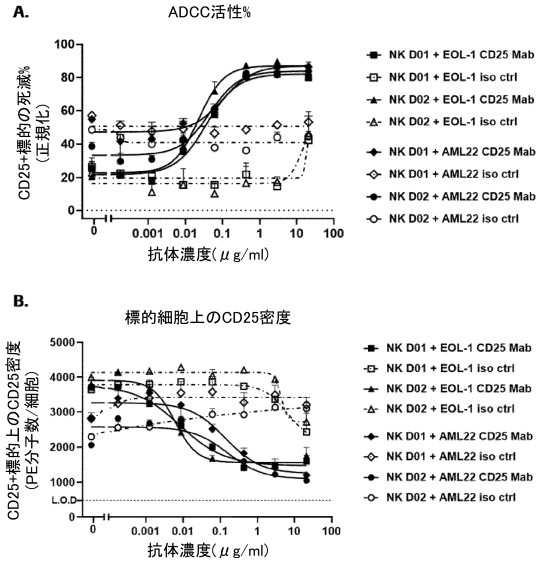 A.
ADCC活性%
CD25+標的の死滅%
(正規化)
100
80
60
40
20
0
0
0.001
0.01
0.1
1
10
100
抗体濃度(μg/ml)
NK D01 + EOL-1 CD25 Mab
NK D01 + EOL-1 iso ctrl
NK D02 + EOL-1 CD25 Mab
NK D02 + EOL-1 iso ctrl
NK D01 + AML22 CD25 Mab
NK D01 + AML22 iso ctrl
NK D02 + AML22 CD25 Mab
NK D02 + AML22 iso ctrl
B.
標的細胞上のCD25密度
CD25+標的上のCD25密度
(PE分子数/細胞)
5000
4000
3000
2000
1000
L.O.D
0
0
0.001
0.01
0.1
1
10
100
抗体濃度(μg/ml)
NK D01 + EOL-1 CD25 Mab
NK D01 + EOL-1 iso ctrl
NK D02 + EOL-1 CD25 Mab
NK D02 + EOL-1 iso ctrl
NK D01 + AML22 CD25 Mab
NK D01 + AML22 iso ctrl
NK D02 + AML22 CD25 Mab
NK D02 + AML22 iso ctrl